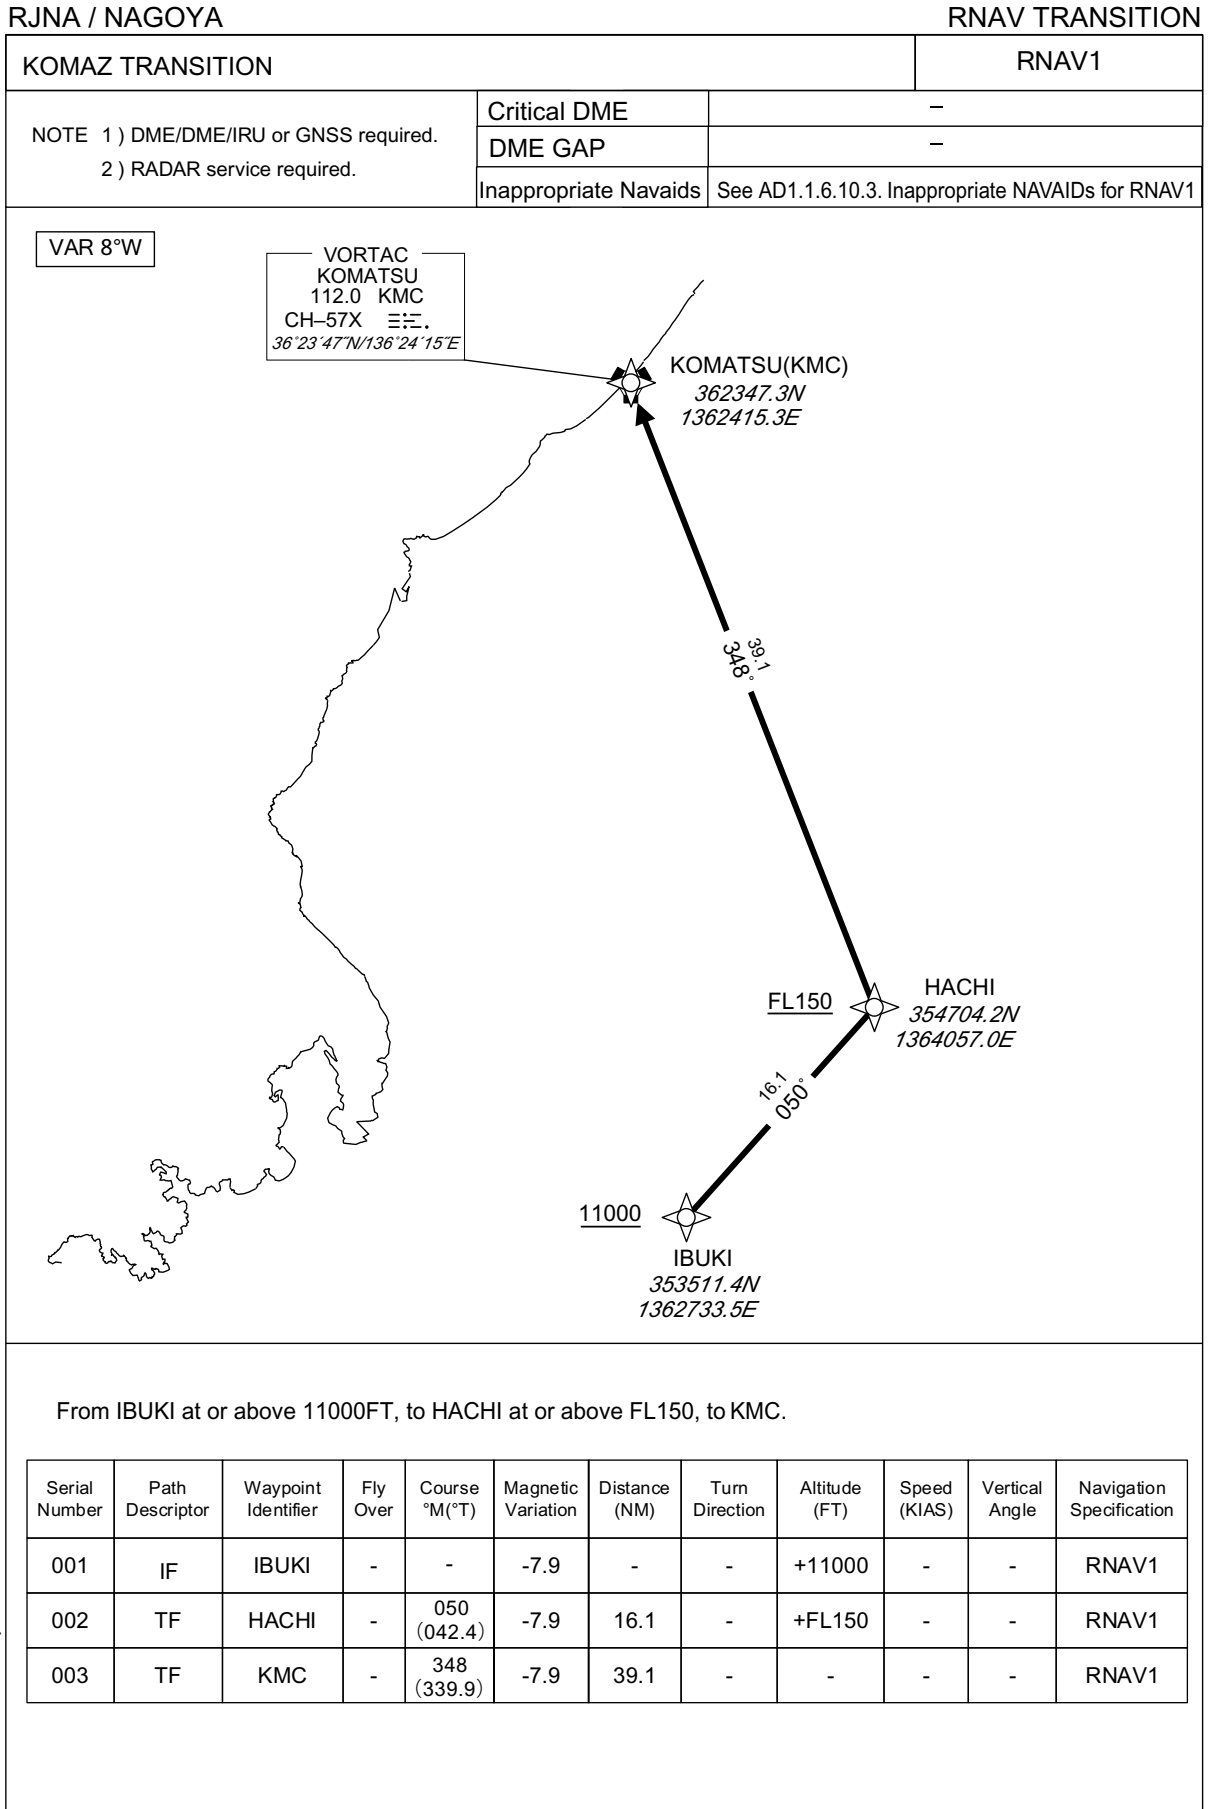 RJNA / NAGOYA
RNAV TRANSITION
KOMAZ TRANSITION
RNAV1
NOTE 1 ) DME/DME/IRU or GNSS required.
2 ) RADAR service required.
Critical DME
–
DME GAP
–
Inappropriate Navaids
See AD1.1.6.10.3. Inappropriate NAVAIDs for RNAV1
VAR 8°W
VORTAC
KOMATSU
112.0 KMC
CH–57X
36°23´47˝N/136°24´15˝E
KOMATSU(KMC)
362347.3N
1362415.3E
39.1
348°
FL150
HACHI
354704.2N
1364057.0E
16.1
050°
11000
IBUKI
353511.4N
1362733.5E
From IBUKI at or above 11000FT, to HACHI at or above FL150, to KMC.
Serial Number Path Descriptor Waypoint Identifier Fly Over Course °M(°T) Magnetic Variation Distance (NM) Turn Direction Altitude (FT) Speed (KIAS) Vertical Angle Navigation Specification
001 IF IBUKI - - -7.9 - - +11000 - - RNAV1
002 TF HACHI - 050 (042.4) -7.9 16.1 - +FL150 - - RNAV1
003 TF KMC - 348 (339.9) -7.9 39.1 - - - - RNAV1